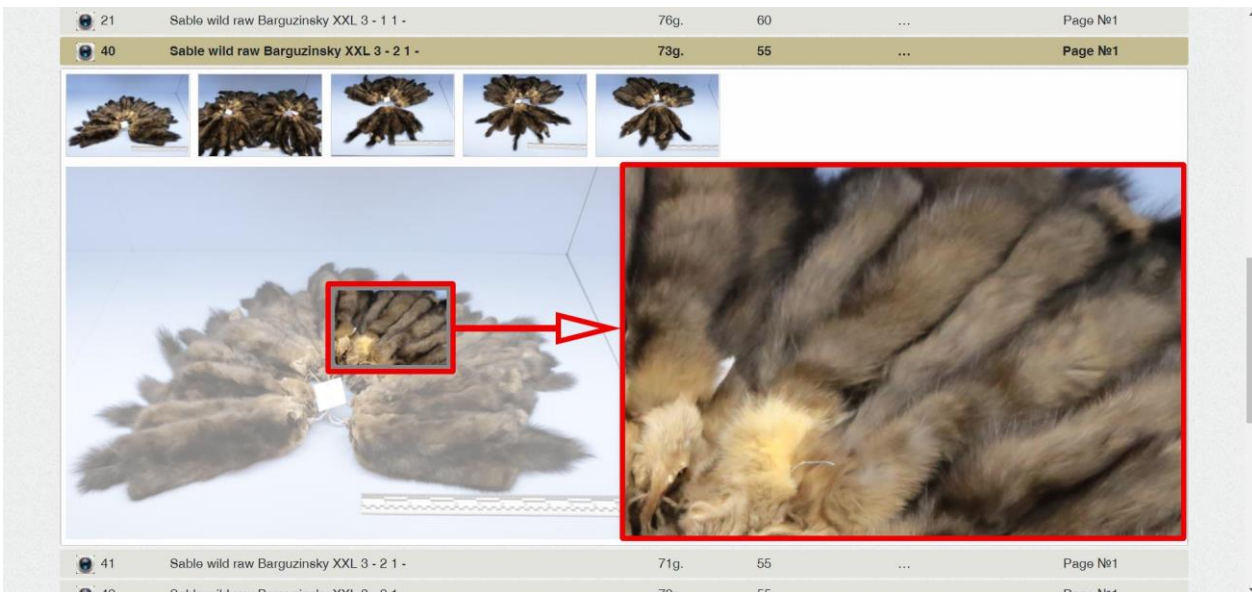 21 Sable wild raw Barguzinsky XXL 3 - 1 1 - 76g. 60 ... Page №1
40 Sable wild raw Barguzinsky XXL 3 - 2 1 - 73g. 55 ... Page №1
41 Sable wild raw Barguzinsky XXL 3 - 2 1 - 71g. 55 ... Page №1